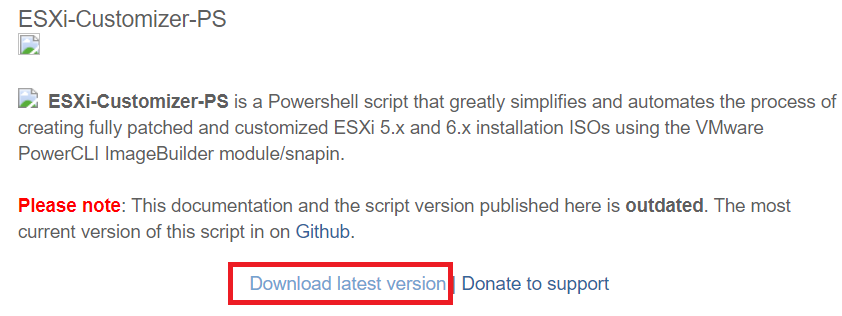 ESXi-Customizer-PS
ESXi-Customizer-PS is a Powershell script that greatly simplifies and automates the process of
creating fully patched and customized ESXi 5.x and 6.x installation ISOs using the VMware
PowerCLI ImageBuilder module/snapin.
Please note: This documentation and the script version published here is outdated. The most
current version of this script in on Github.
Download latest version | Donate to support